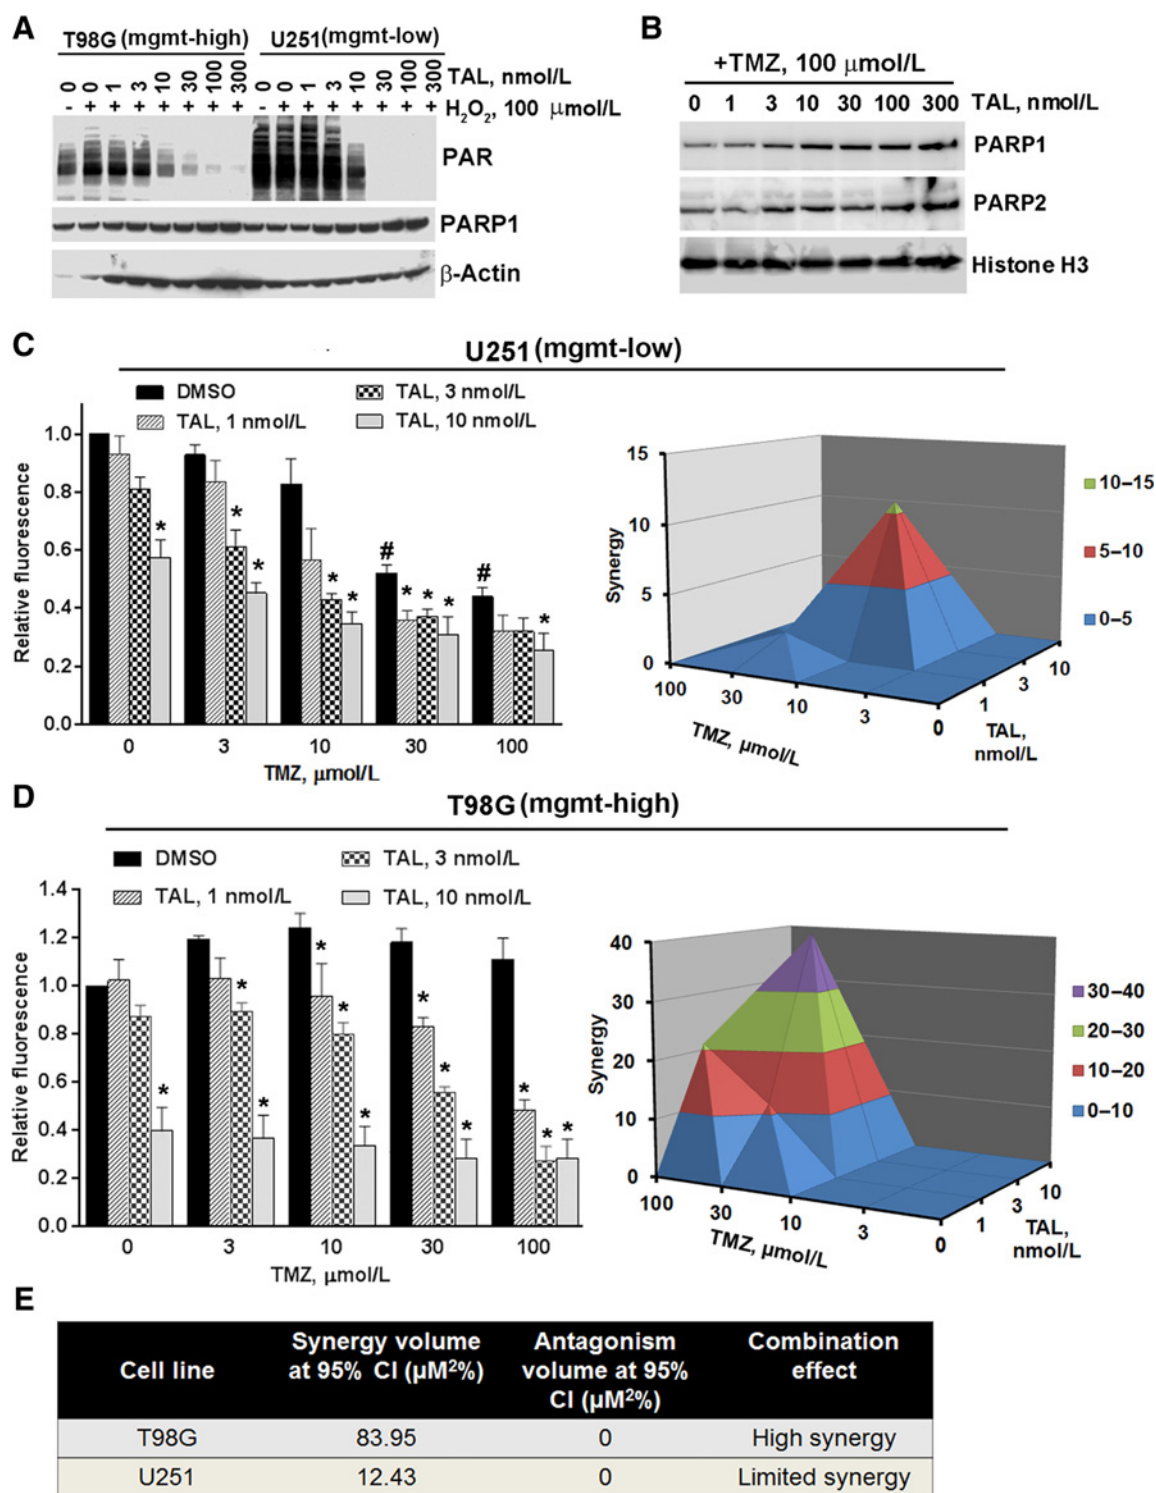 A
T98G (mgmt-high) U251(mgmt-low)
0 0 1 3 10 30 100 300 0 0 1 3 10 30 100 300 TAL, nmol/L
- + + + + + + + - + + + + + + + H₂O₂, 100 μmol/L
PAR
PARP1
β-Actin
B
+TMZ, 100 μmol/L
0 1 3 10 30 100 300 TAL, nmol/L
PARP1
PARP2
Histone H3
C
U251(mgmt-low)
DMSO
TAL, 1 nmol/L
TAL, 3 nmol/L
TAL, 10 nmol/L
Relative fluorescence
1.0
0.8
0.6
0.4
0.2
0.0
* * * * * # * * * # *
0 3 10 30 100
TMZ, μmol/L
Synergy
15
10
5
0
100 30 10 3 0
TMZ, μmol/L
1 3 10
TAL, nmol/L
10–15
5–10
0–5
D
T98G (mgmt-high)
DMSO
TAL, 1 nmol/L
TAL, 3 nmol/L
TAL, 10 nmol/L
Relative fluorescence
1.4
1.2
1.0
0.8
0.6
0.4
0.2
0.0
* * * * * * * * * * * *
0 3 10 30 100
TMZ, μmol/L
Synergy
40
30
20
10
0
100 30 10 3 0
TMZ, μmol/L
1 3 10
TAL, nmol/L
30–40
20–30
10–20
0–10
E
Cell line Synergy volume at 95% CI (μM²%) Antagonism volume at 95% CI (μM²%) Combination effect
T98G 83.95 0 High synergy
U251 12.43 0 Limited synergy